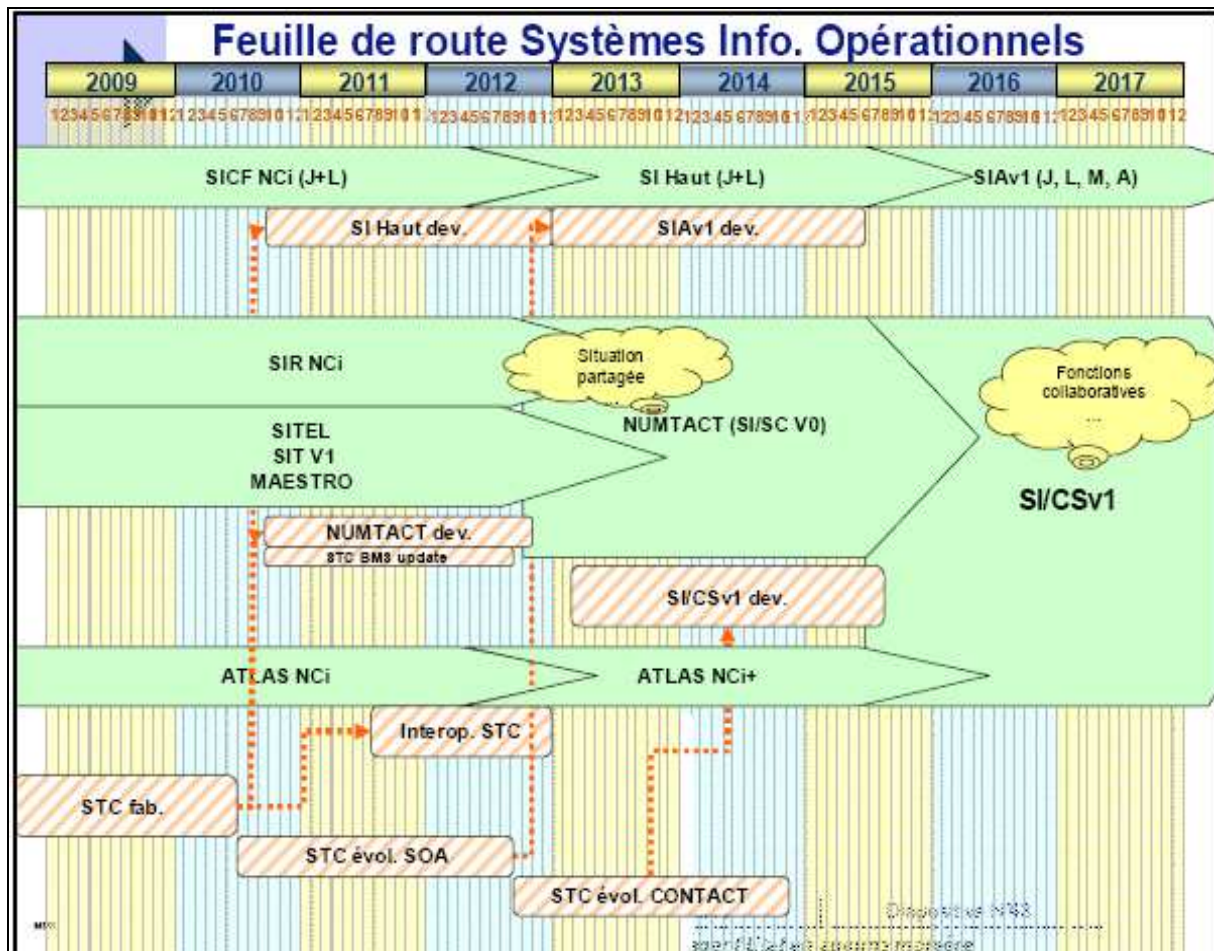 Feuille de route Systèmes Info. Opérationnels
2009 2010 2011 2012 2013 2014 2015 2016 2017
SICF NCi (J+L) SI Haut (J+L) SIAv1 (J, L, M, A)
SI Haut dev. SIAv1 dev.
SIR NCi
Situation
partagée
...
Fonctions
collaboratives
...
NUMTACT (SI/SC V0)
SITEL
SIT V1
MAESTRO
SI/CSv1
NUMTACT dev.
STC BMS update
SI/CSv1 dev.
ATLAS NCi ATLAS NCi+
Interop. STC
STC fab.
STC évol. SOA
STC évol. CONTACT